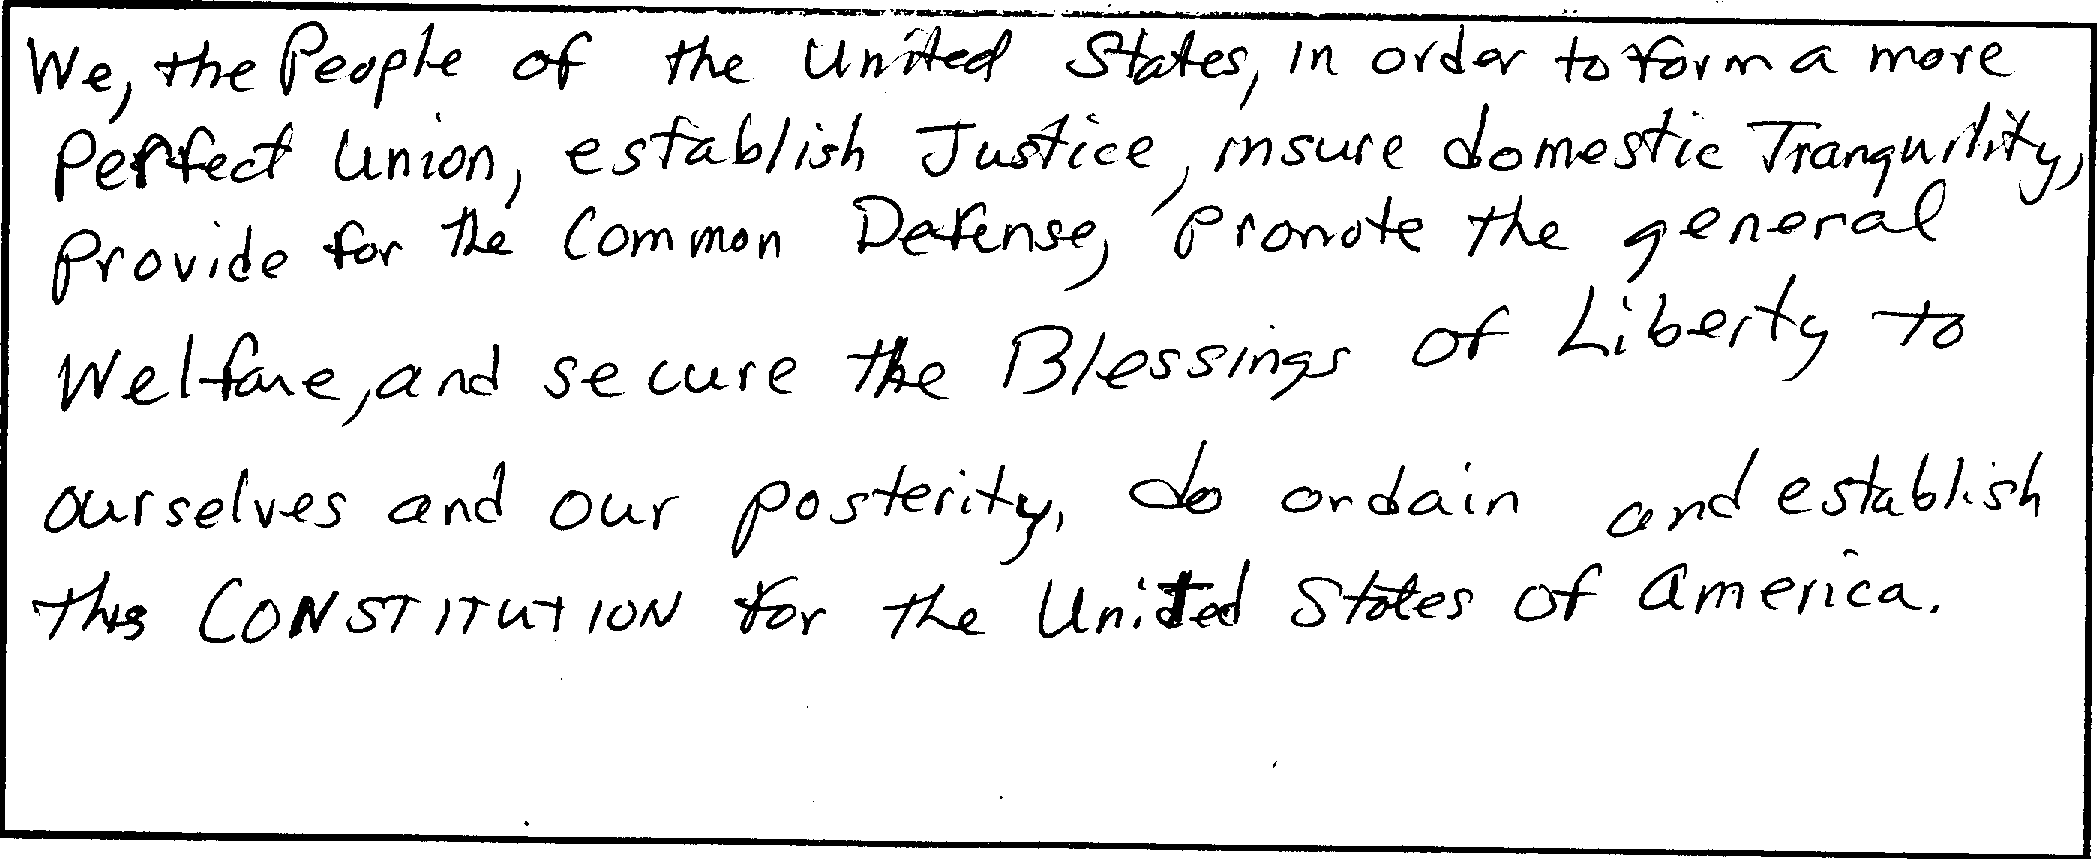 We, the People of the United States, in order to form a more
Perfect Union, establish Justice, insure domestic Tranquility,
Provide for the Common Defense, Promote the general
Welfare, and secure the Blessings of Liberty to
ourselves and our posterity, do ordain and establish
this CONSTITUTION for the United States of America.